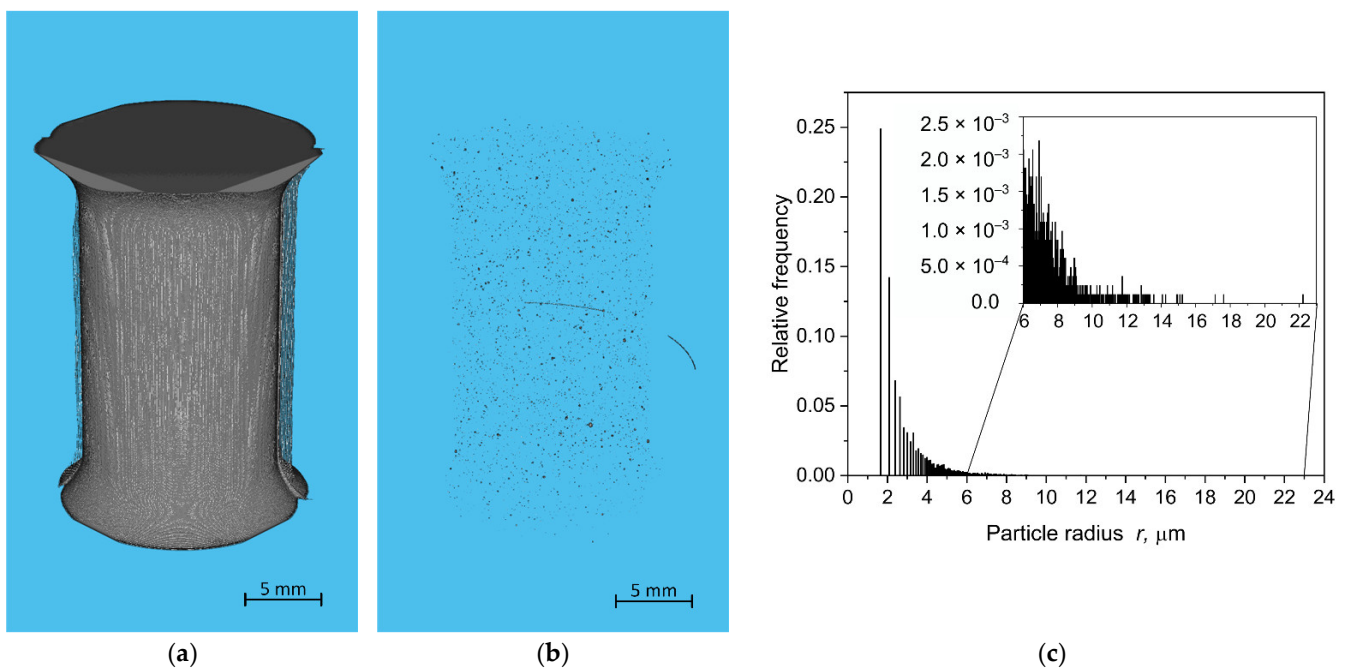 5 mm
(a)
5 mm
(b)
Relative frequency
0.25
0.20
0.15
0.10
0.05
0.00
0 2 4 6 8 10 12 14 16 18 20 22 24
Particle radius r, μm
2.5 × 10⁻³
2.0 × 10⁻³
1.5 × 10⁻³
1.0 × 10⁻³
5.0 × 10⁻⁴
0.0
6 8 10 12 14 16 18 20 22
(c)